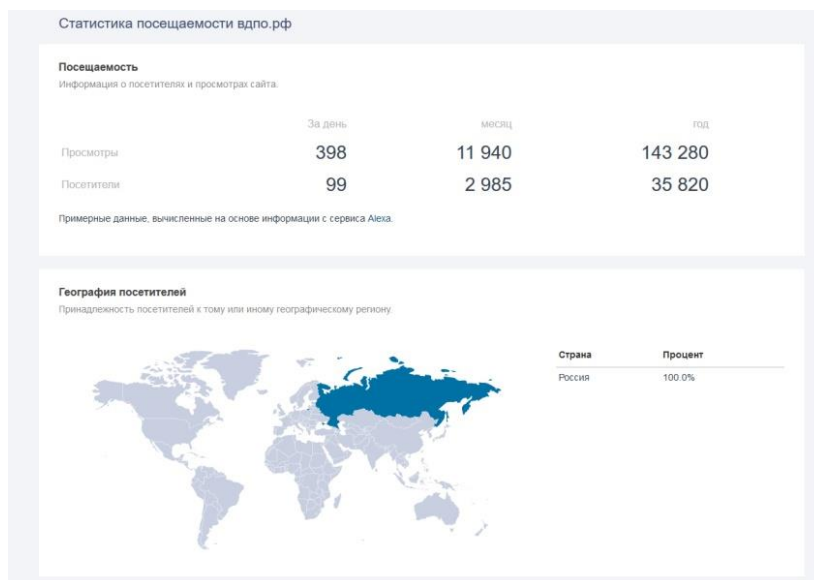 Статистика посещаемости вдпо.рф
Посещаемость
Информация о посетителях и просмотрах сайта.
За день месяц год
Просмотры 398 11 940 143 280
Посетители 99 2 985 35 820
Примерные данные, вычисленные на основе информации с сервиса Alexa.
География посетителей
Принадлежность посетителей к тому или иному географическому региону.
Страна Процент
Россия 100.0%